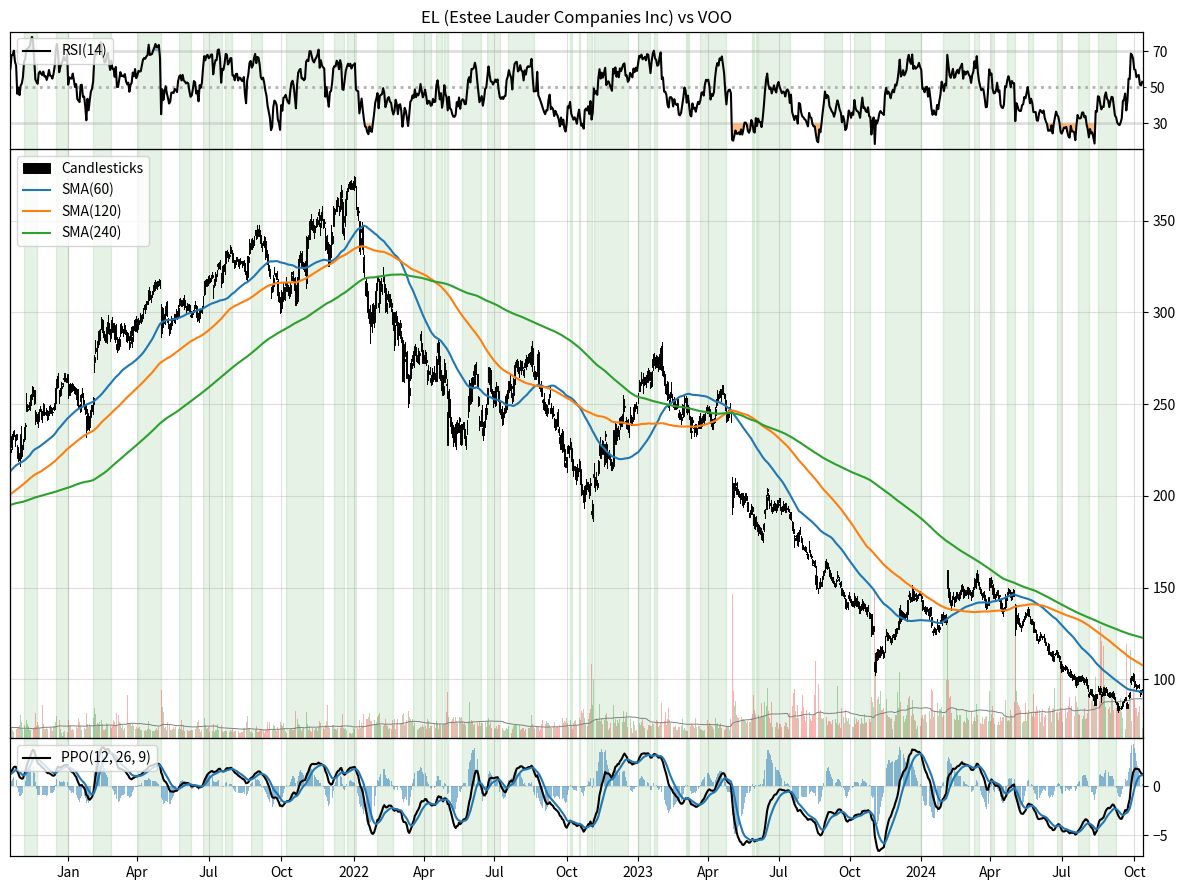 EL (Estee Lauder Companies Inc) vs VOO
RSI(14)
70
50
30
Candlesticks
SMA(60)
SMA(120)
SMA(240)
350
300
250
200
150
100
PPO(12, 26, 9)
0
−5
Jan Apr Jul Oct 2022 Apr Jul Oct 2023 Apr Jul Oct 2024 Apr Jul Oct